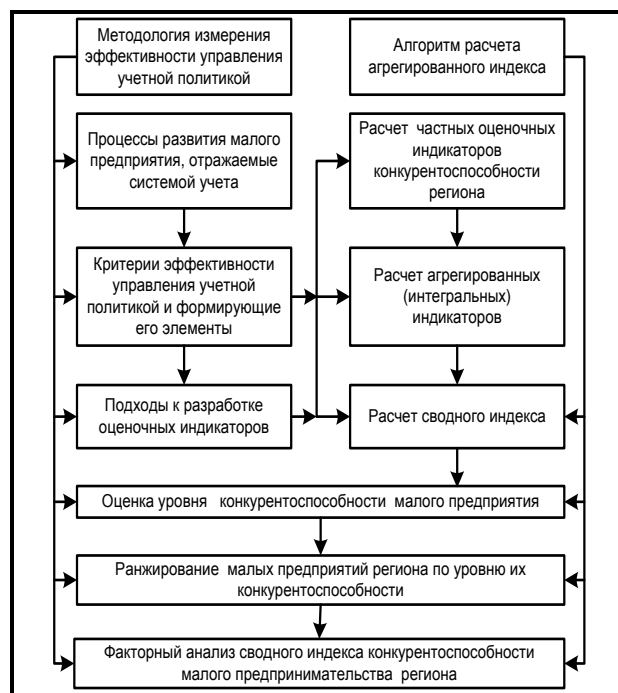 Методология измерения
эффективности управления
учетной политикой
Алгоритм расчета
агрегированного индекса
Процессы развития малого
предприятия, отражаемые
системой учета
Расчет частных оценочных
индикаторов
конкурентоспособности
региона
Критерии эффективности
управления учетной
политикой и формирующие
его элементы
Расчет агрегированных
(интегральных)
индикаторов
Подходы к разработке
оценочных индикаторов
Расчет сводного индекса
Оценка уровня конкурентоспособности малого предприятия
Ранжирование малых предприятий региона по уровню их
конкурентоспособности
Факторный анализ сводного индекса конкурентоспособности
малого предпринимательства региона